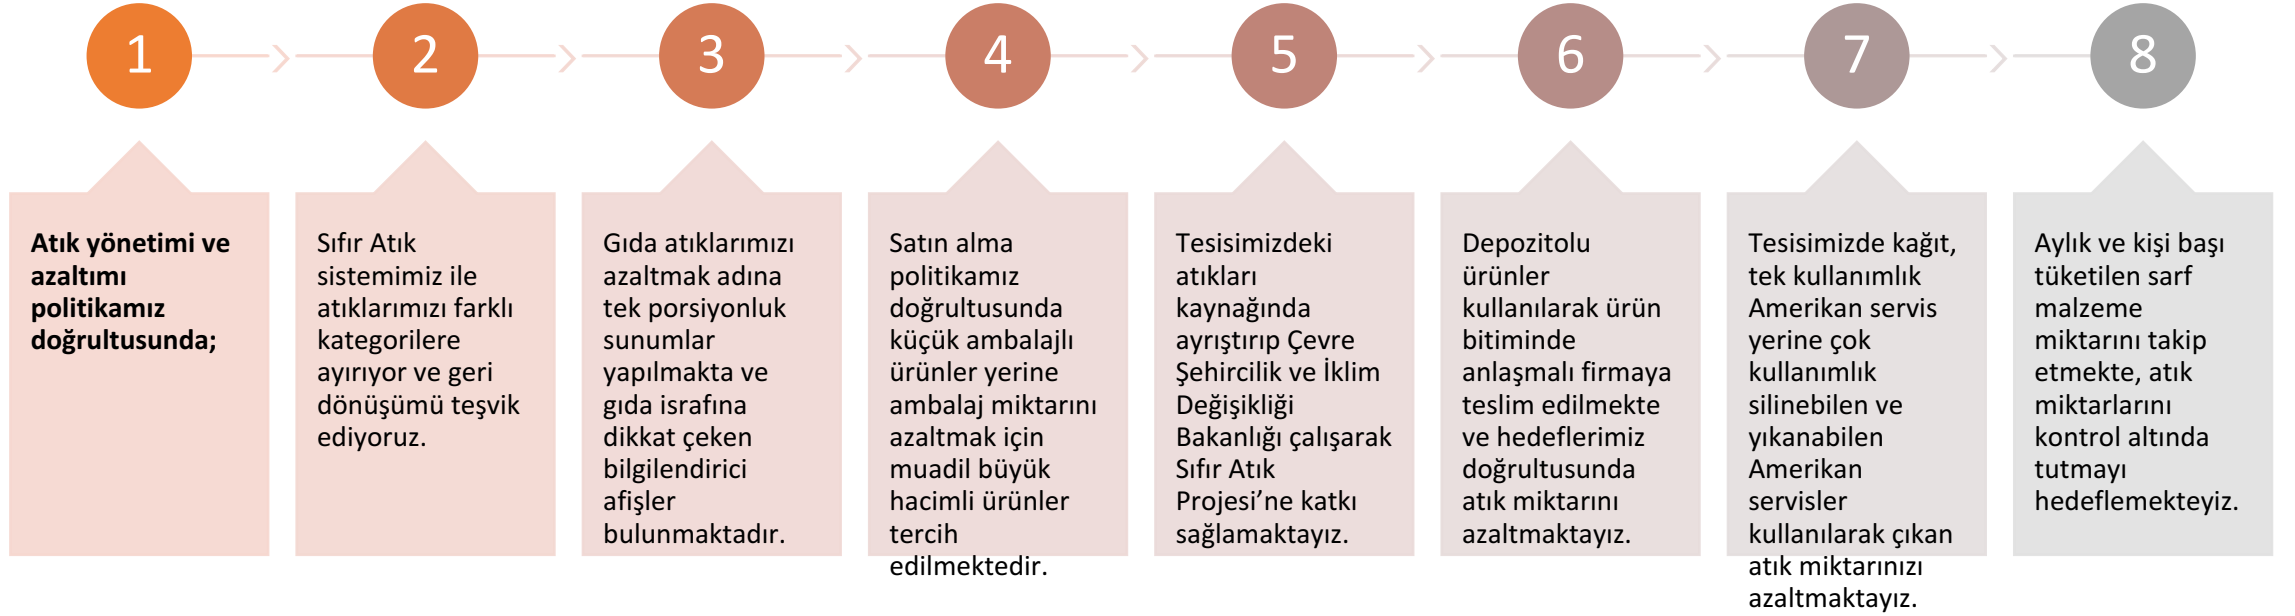 1
2
3
4
5
6
7
8
Atık yönetimi ve
azaltımı
politikamız
doğrultusunda;
Sıfır Atık
sistemimiz ile
atıklarımızı farklı
kategorilere
ayırıyor ve geri
dönüşümü teşvik
ediyoruz.
Gıda atıklarımızı
azaltmak adına
tek porsiyonluk
sunumlar
yapılmakta ve
gıda israfına
dikkat çeken
bilgilendirici
afişler
bulunmaktadır.
Satın alma
politikamız
doğrultusunda
küçük ambalajlı
ürünler yerine
ambalaj miktarını
azaltmak için
muadil büyük
hacimli ürünler
tercih
edilmektedir.
Tesisimizdeki
atıkları
kaynağında
ayrıştırıp Çevre
Şehircilik ve İklim
Değişikliği
Bakanlığı çalışarak
Sıfır Atık
Projesi’ne katkı
sağlamaktayız.
Depozitolu
ürünler
kullanılarak ürün
bitiminde
anlaşmalı firmaya
teslim edilmekte
ve hedeflerimiz
doğrultusunda
atık miktarını
azaltmaktayız.
Tesisimizde kağıt,
tek kullanımlık
Amerikan servis
yerine çok
kullanımlık
silinebilen ve
yıkanabilen
Amerikan
servisler
kullanılarak çıkan
atık miktarınızı
azaltmaktayız.
Aylık ve kişi başı
tüketilen sarf
malzeme
miktarını takip
etmekte, atık
miktarlarını
kontrol altında
tutmayı
hedeflemekteyiz.